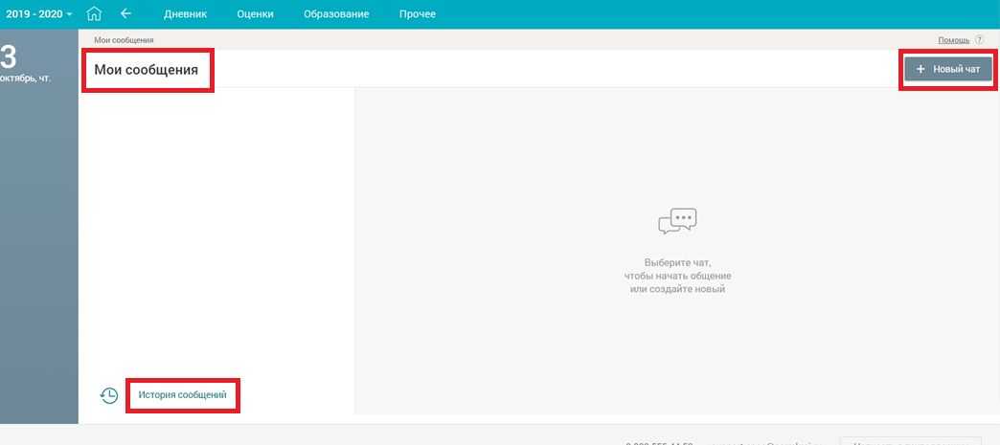 2019 - 2020 Дневник Оценки Образование Прочее
3
октябрь, чт.
Мои сообщения
Помощь ?
Мои сообщения
+ Новый чат
Выберите чат,
чтобы начать общение
или создайте новый
История сообщений